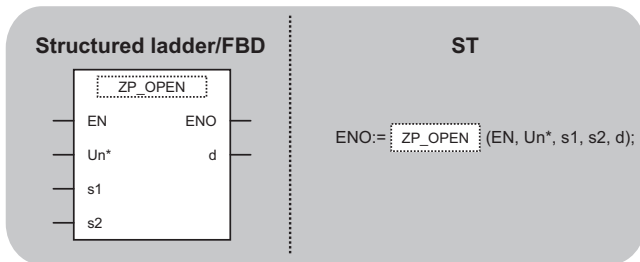 Structured ladder/FBD
ZP_OPEN
EN ENO
Un* d
s1
s2
ST
ENO:= ZP_OPEN (EN, Un*, s1, s2, d);